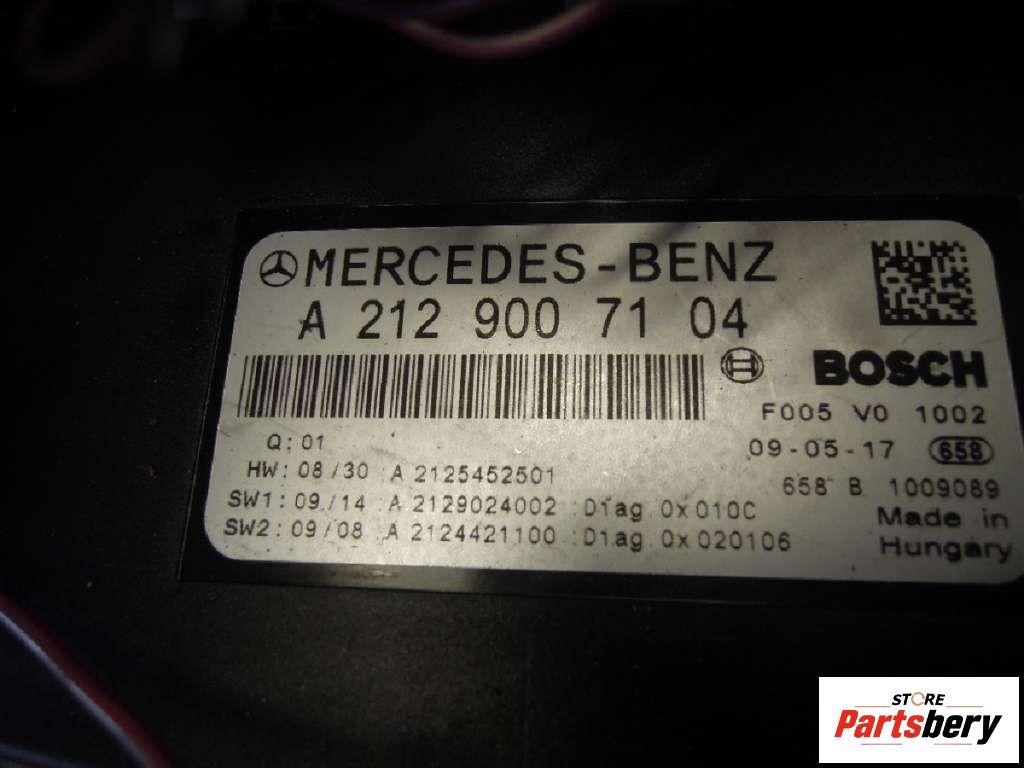 MERCEDES-BENZ
A 212 900 71 04
BOSCH
F005 V0 1002
Q: 01
09-05-17 658
HW: 08/30 A 2125452501
658 B 1009089
SW1: 09/14 A 2129024002 :Diag 0x010C
Made in
SW2: 09/08 A 2124421100 :Diag 0x020106
Hungary
STORE
Partsbery